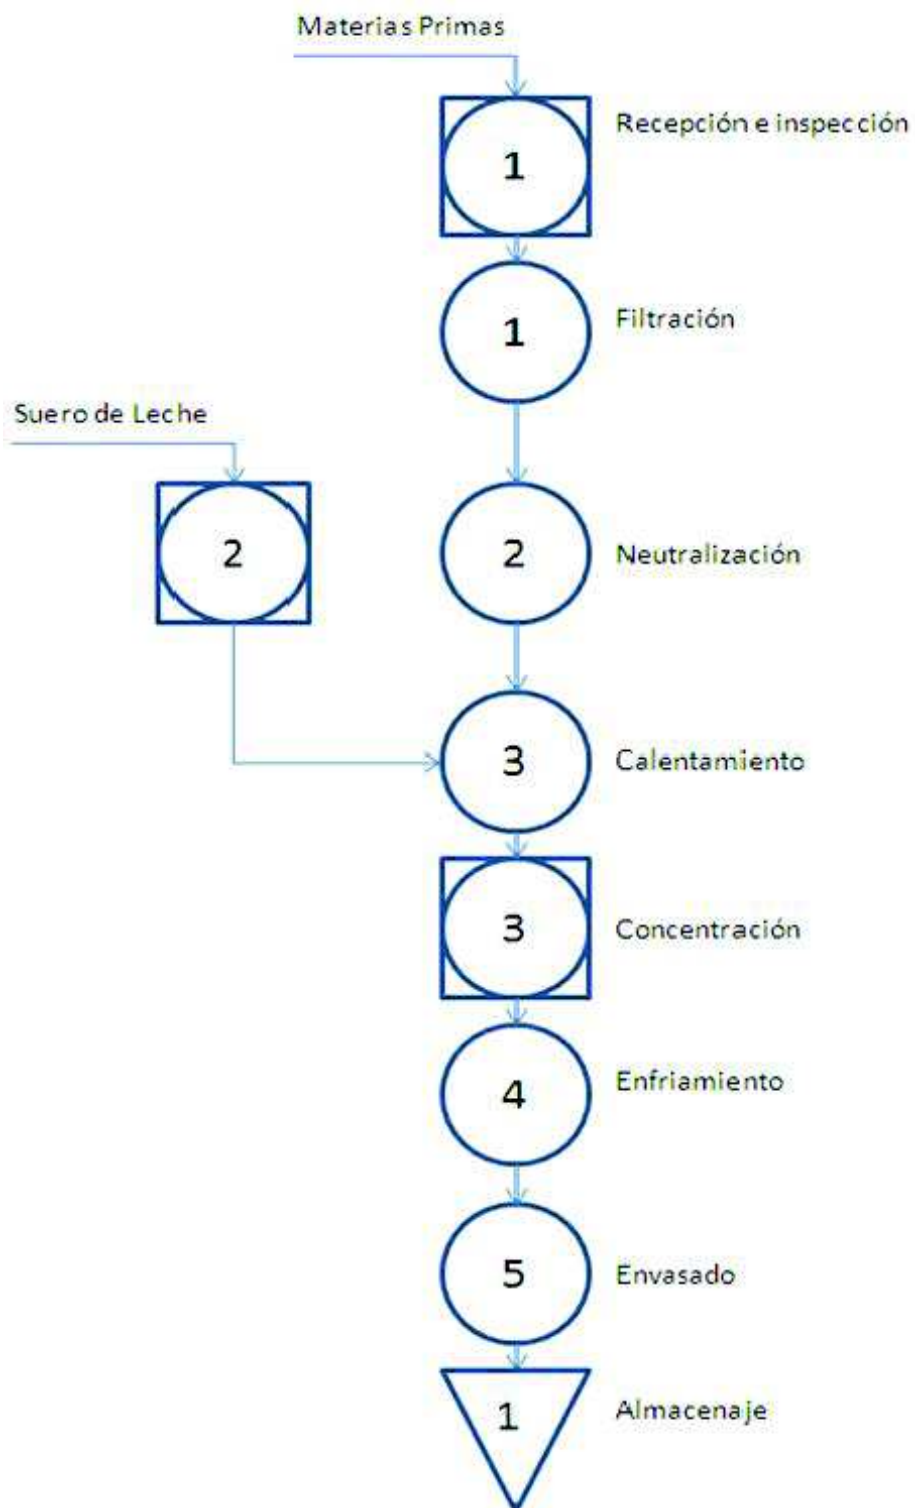 Materias Primas
Recepción e inspección
1
1
Filtración
Suero de Leche
2
2
Neutralización
3
Calentamiento
3
Concentración
4
Enfriamiento
5
Envasado
1
Almacenaje